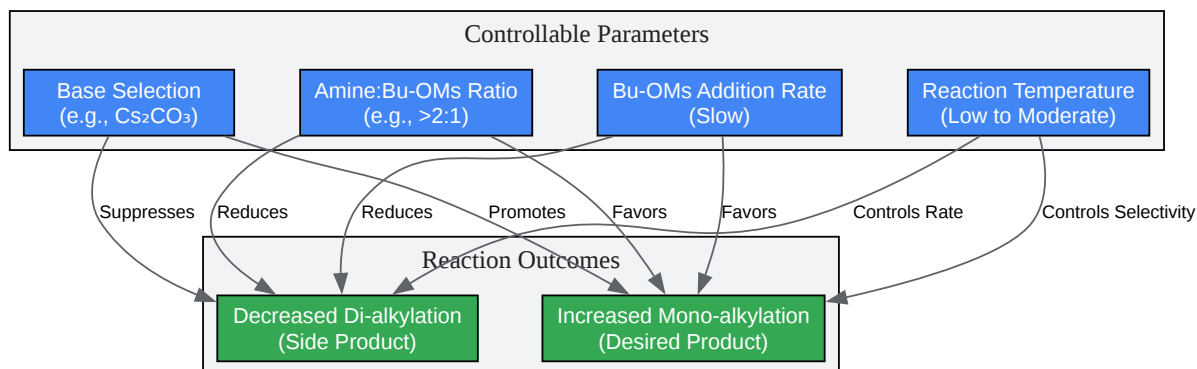 Controllable Parameters
Base Selection
(e.g., Cs₂CO₃)
Amine:Bu-OMs Ratio
(e.g., >2:1)
Bu-OMs Addition Rate
(Slow)
Reaction Temperature
(Low to Moderate)
Suppresses
Reduces
Reduces
Promotes
Favors
Favors
Controls Rate
Controls Selectivity
Reaction Outcomes
Decreased Di-alkylation
(Side Product)
Increased Mono-alkylation
(Desired Product)